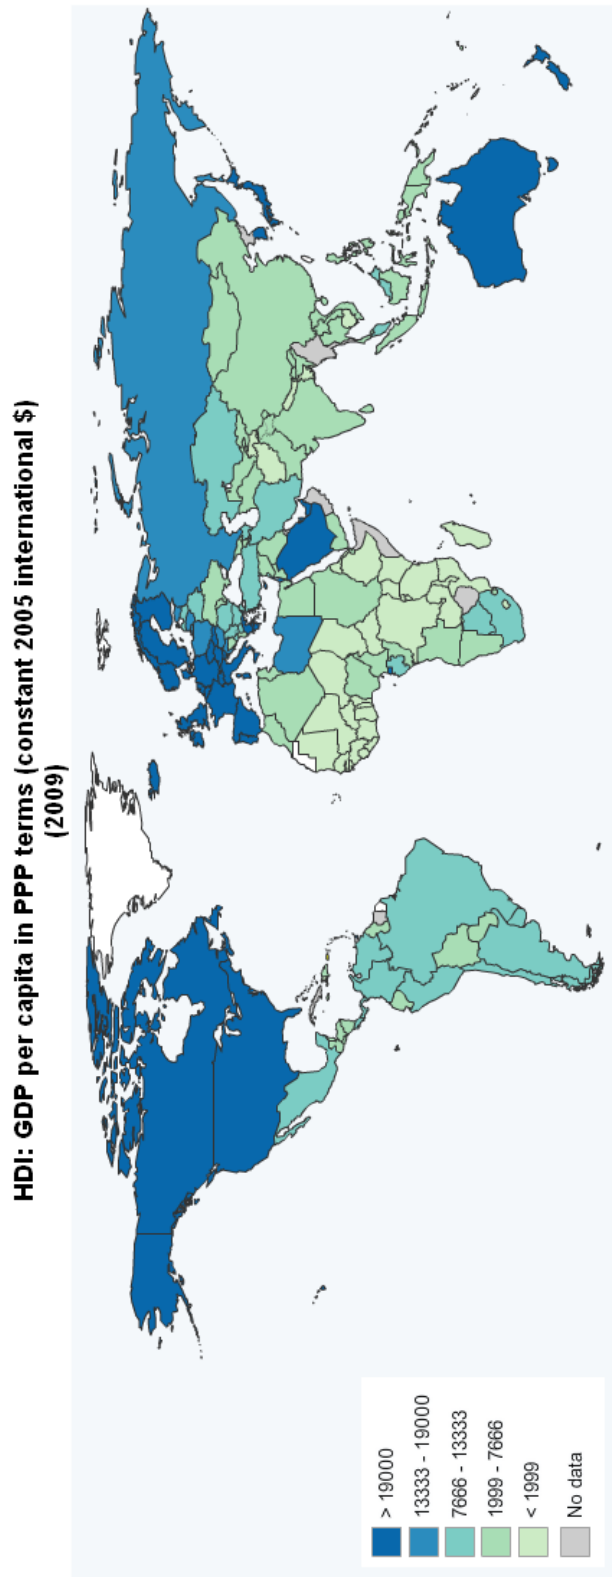 HDI: GDP per capita in PPP terms (constant 2005 international $)
(2009)
> 19000
13333 - 19000
7666 - 13333
1999 - 7666
< 1999
No data